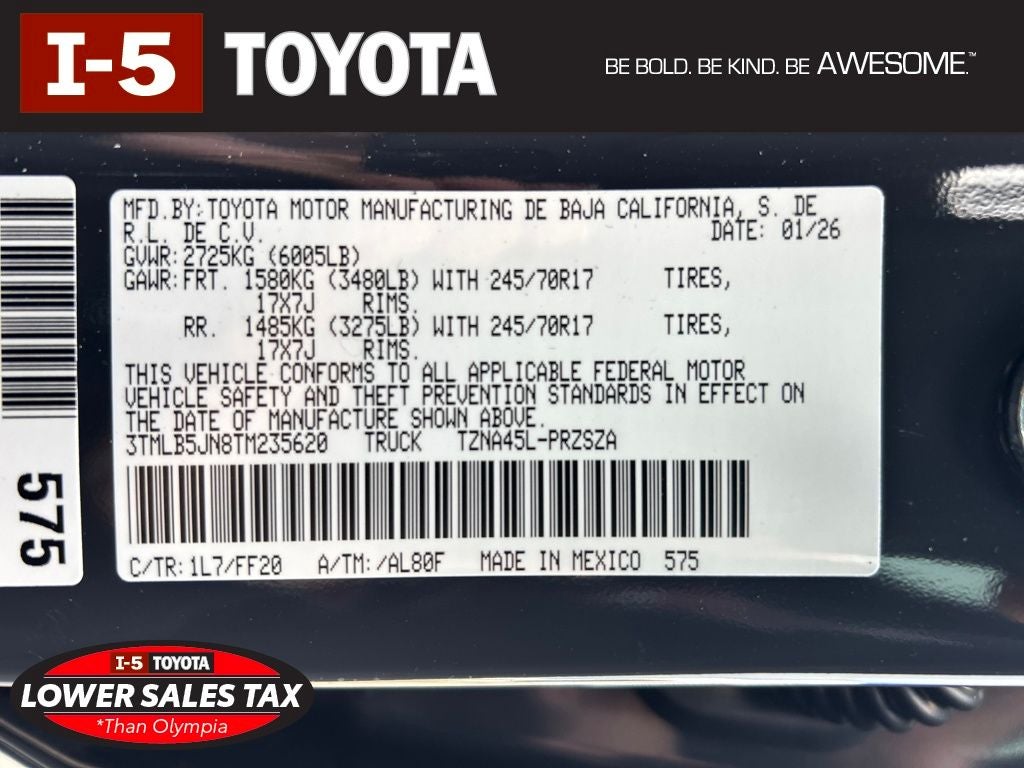 I-5 TOYOTA
BE BOLD. BE KIND. BE AWESOME.™
MFD.BY:TOYOTA MOTOR MANUFACTURING DE BAJA CALIFORNIA, S. DE
R.L. DE C.V. DATE: 01/26
GVWR:2725KG (6005LB)
GAWR:FRT. 1580KG (3480LB) WITH 245/70R17 TIRES,
17X7J RIMS.
RR. 1485KG (3275LB) WITH 245/70R17 TIRES,
17X7J RIMS.
THIS VEHICLE CONFORMS TO ALL APPLICABLE FEDERAL MOTOR
VEHICLE SAFETY AND THEFT PREVENTION STANDARDS IN EFFECT ON
THE DATE OF MANUFACTURE SHOWN ABOVE.
3TMLB5JN8TM235620 TRUCK TZNA45L-PRZSZA
C/TR:1L7/FF20 A/TM:/AL80F MADE IN MEXICO 575
575
I-5 TOYOTA
LOWER SALES TAX
*Than Olympia